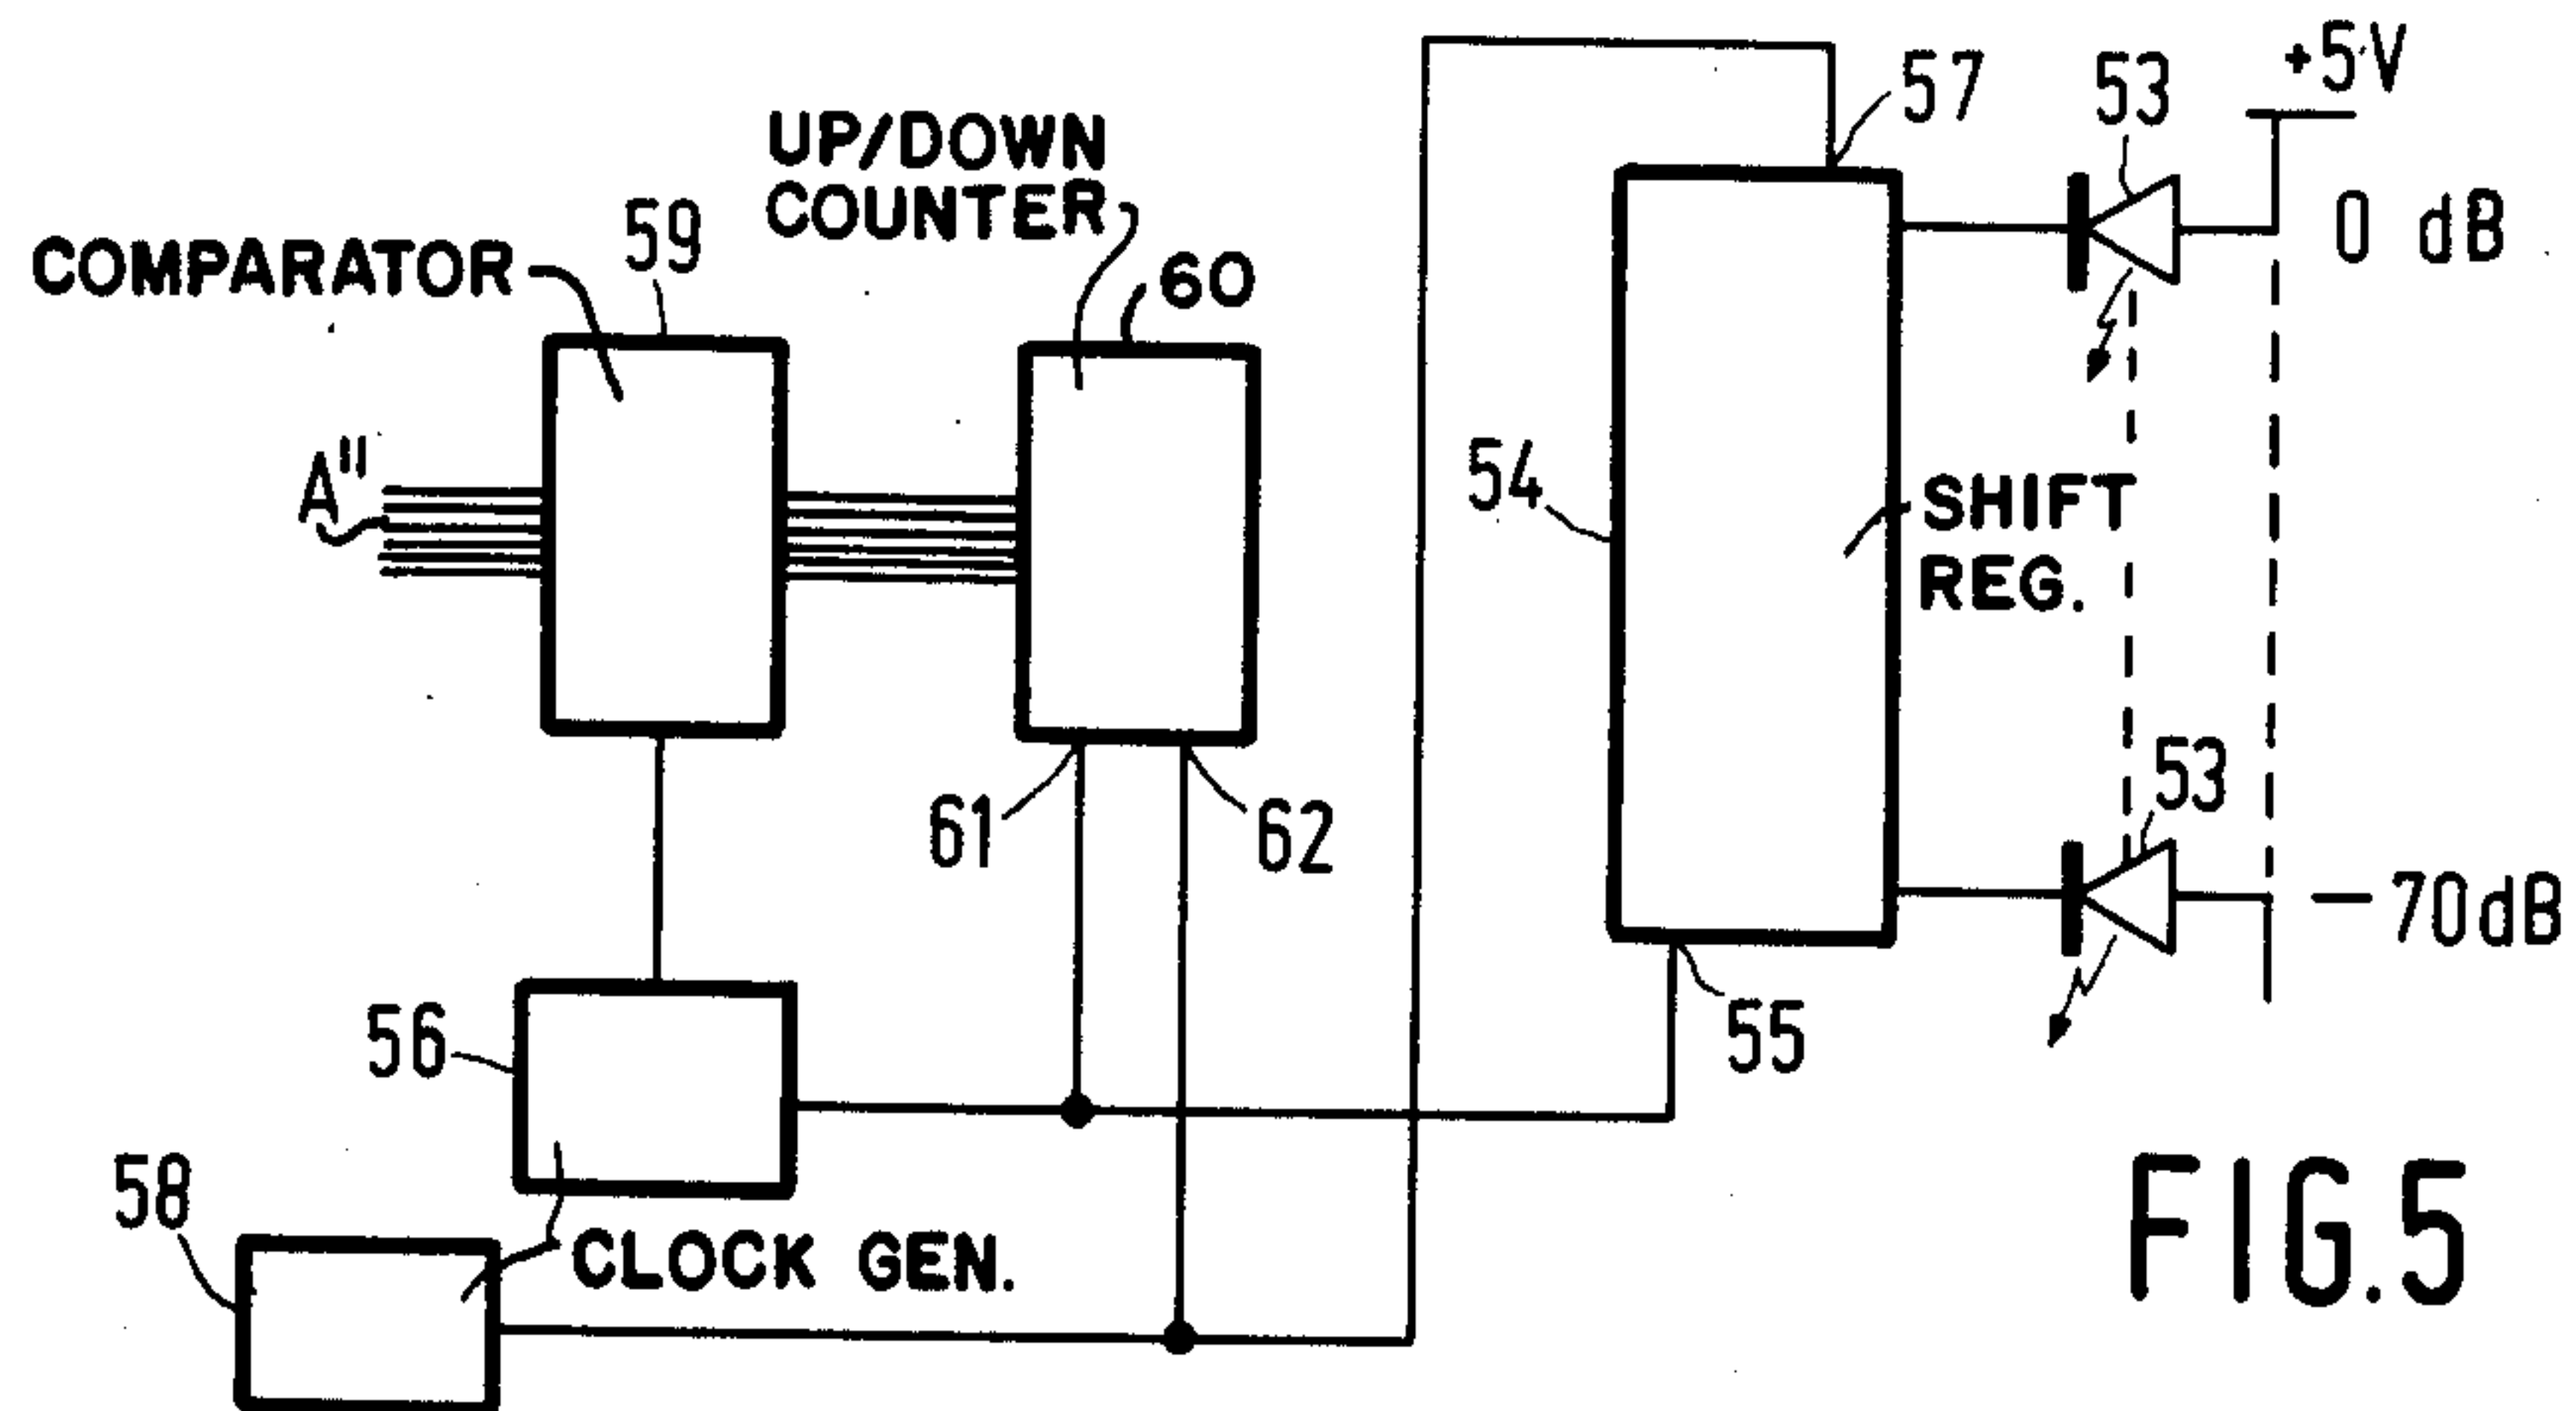 +5V
57
53
UP/DOWN
COUNTER
59
0 dB
COMPARATOR
60
A"
54
SHIFT
REG.
53
61
62
-70dB
55
56
58
CLOCK GEN.
FIG.5